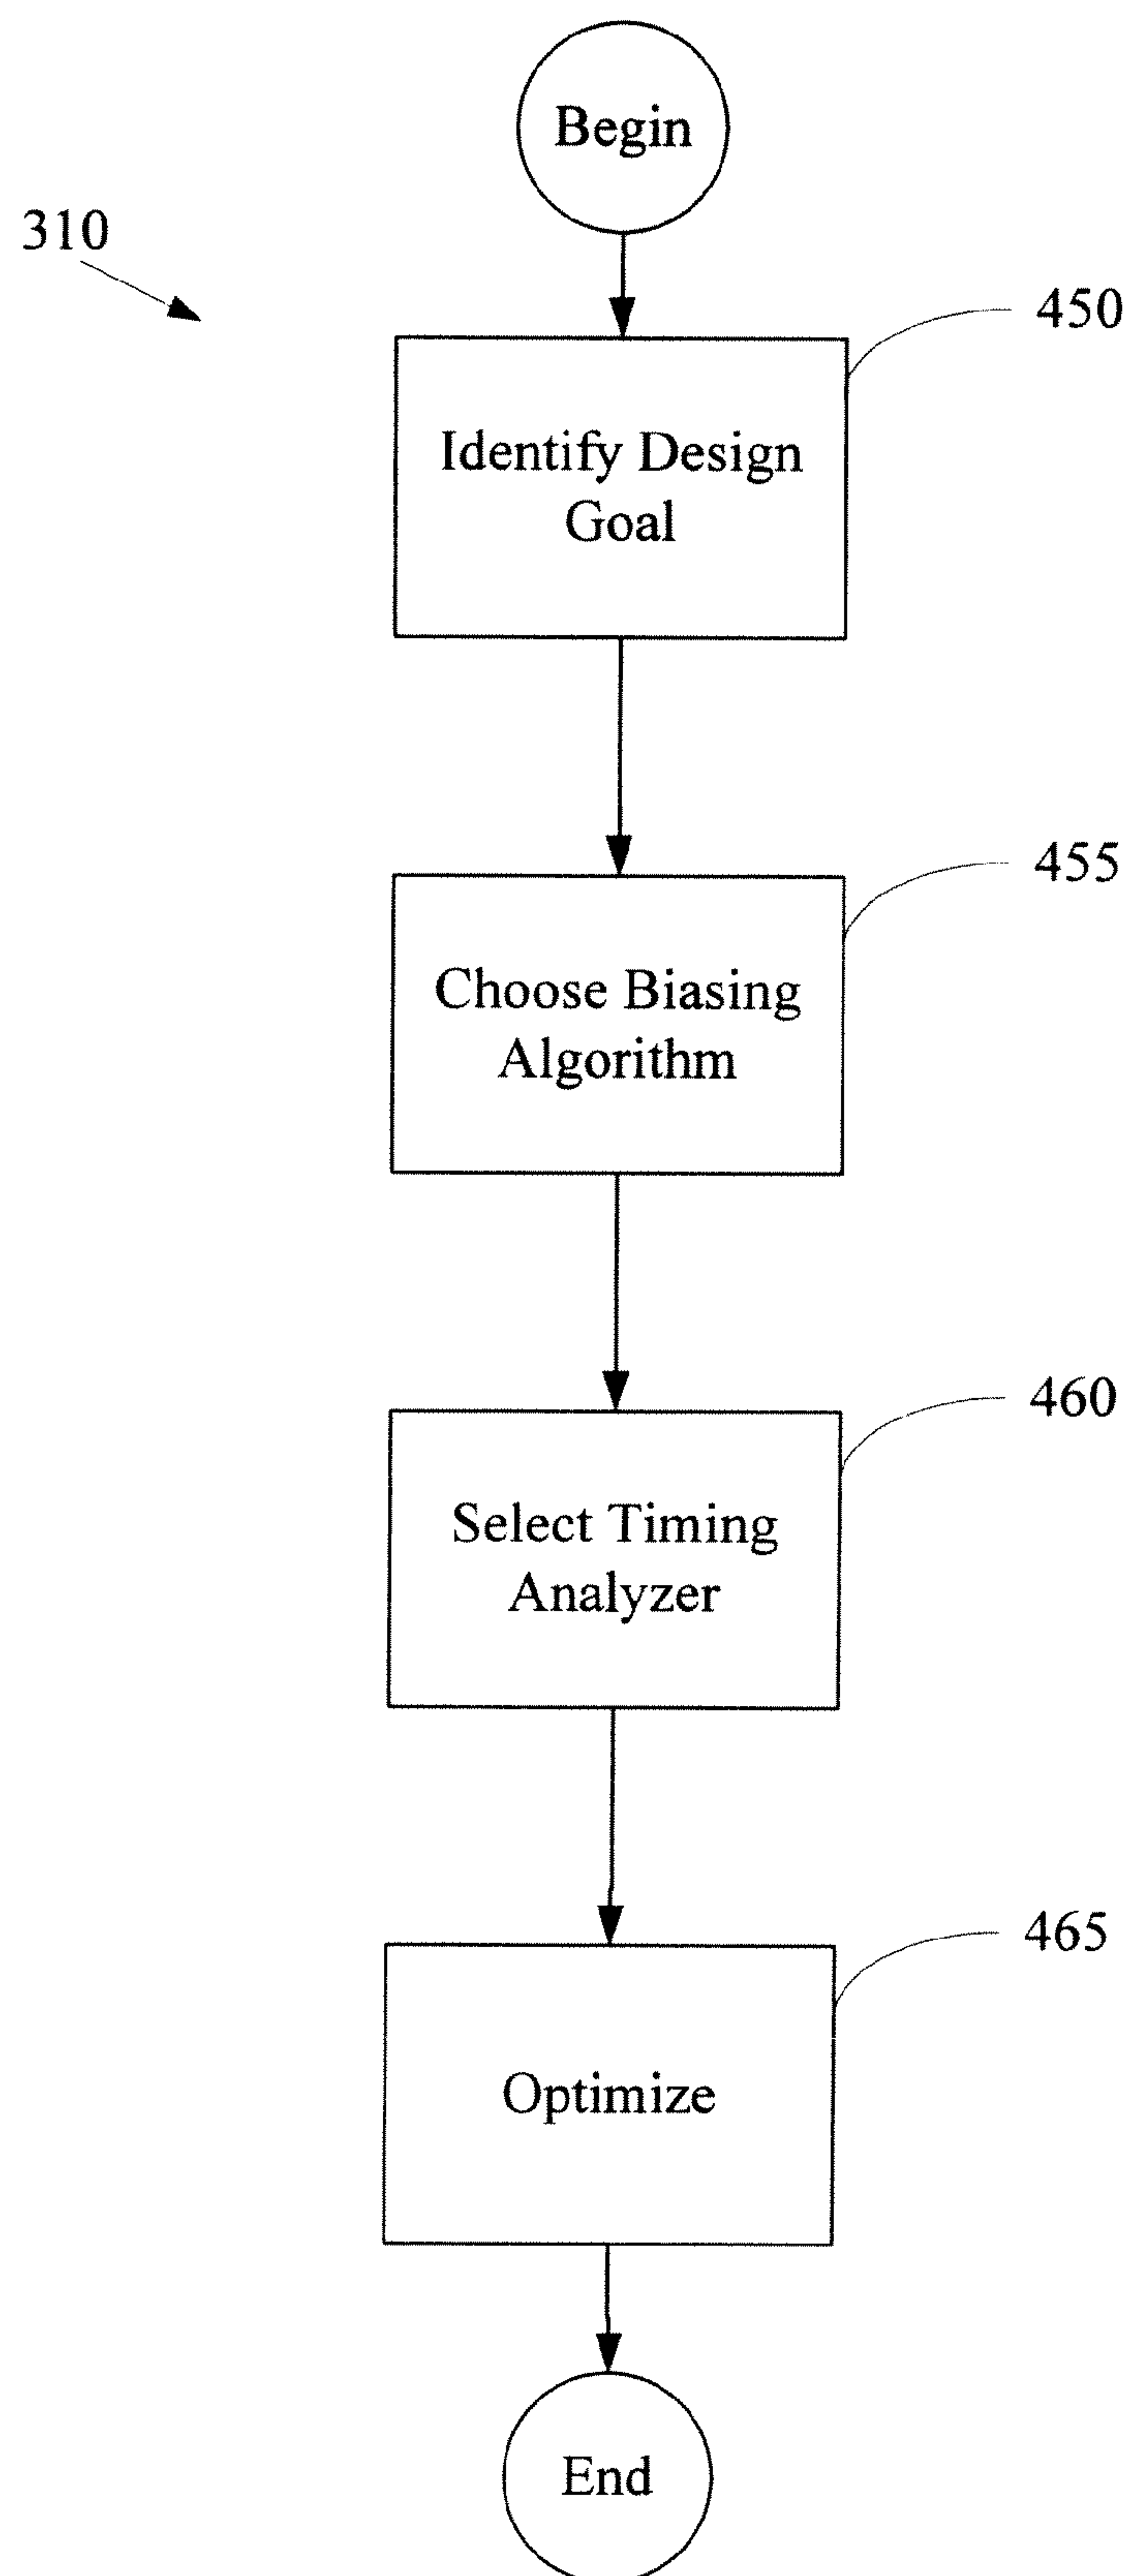 Begin
310
450
Identify Design
Goal
455
Choose Biasing
Algorithm
460
Select Timing
Analyzer
465
Optimize
End